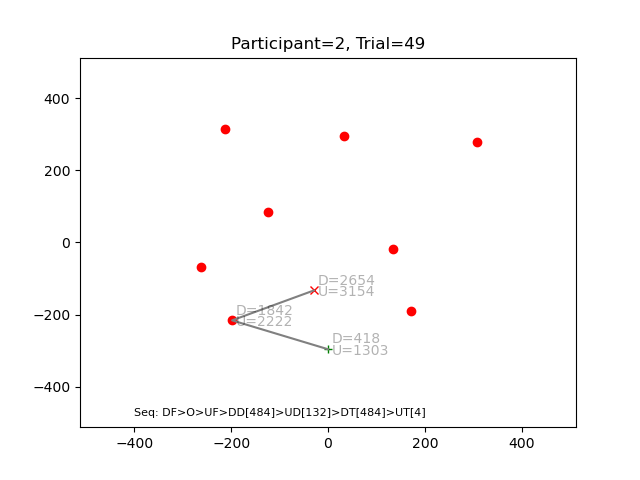 Participant=2, Trial=49
400
200
0
−200
−400
D=2654
U=3154
D=1842
U=2222
D=418
U=1303
Seq: DF>O>UF>DD[484]>UD[132]>DT[484]>UT[4]
−400
−200
0
200
400